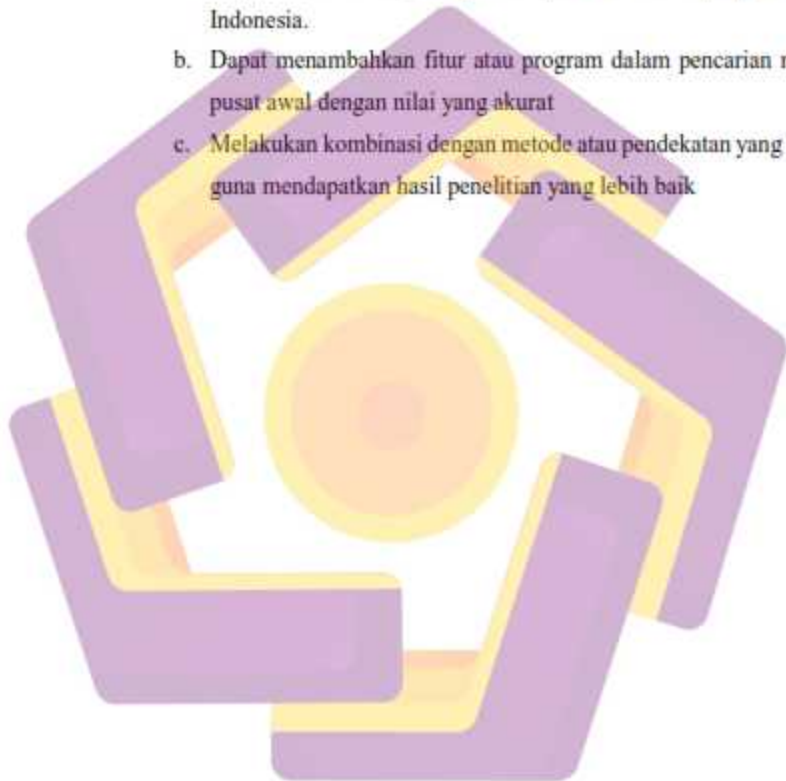 Indonesia.
b. Dapat menambahkan fitur atau program dalam pencarian
pusat awal dengan nilai yang akurat
c. Melakukan kombinasi dengan metode atau pendekatan yang
guna mendapatkan hasil penelitian yang lebih baik